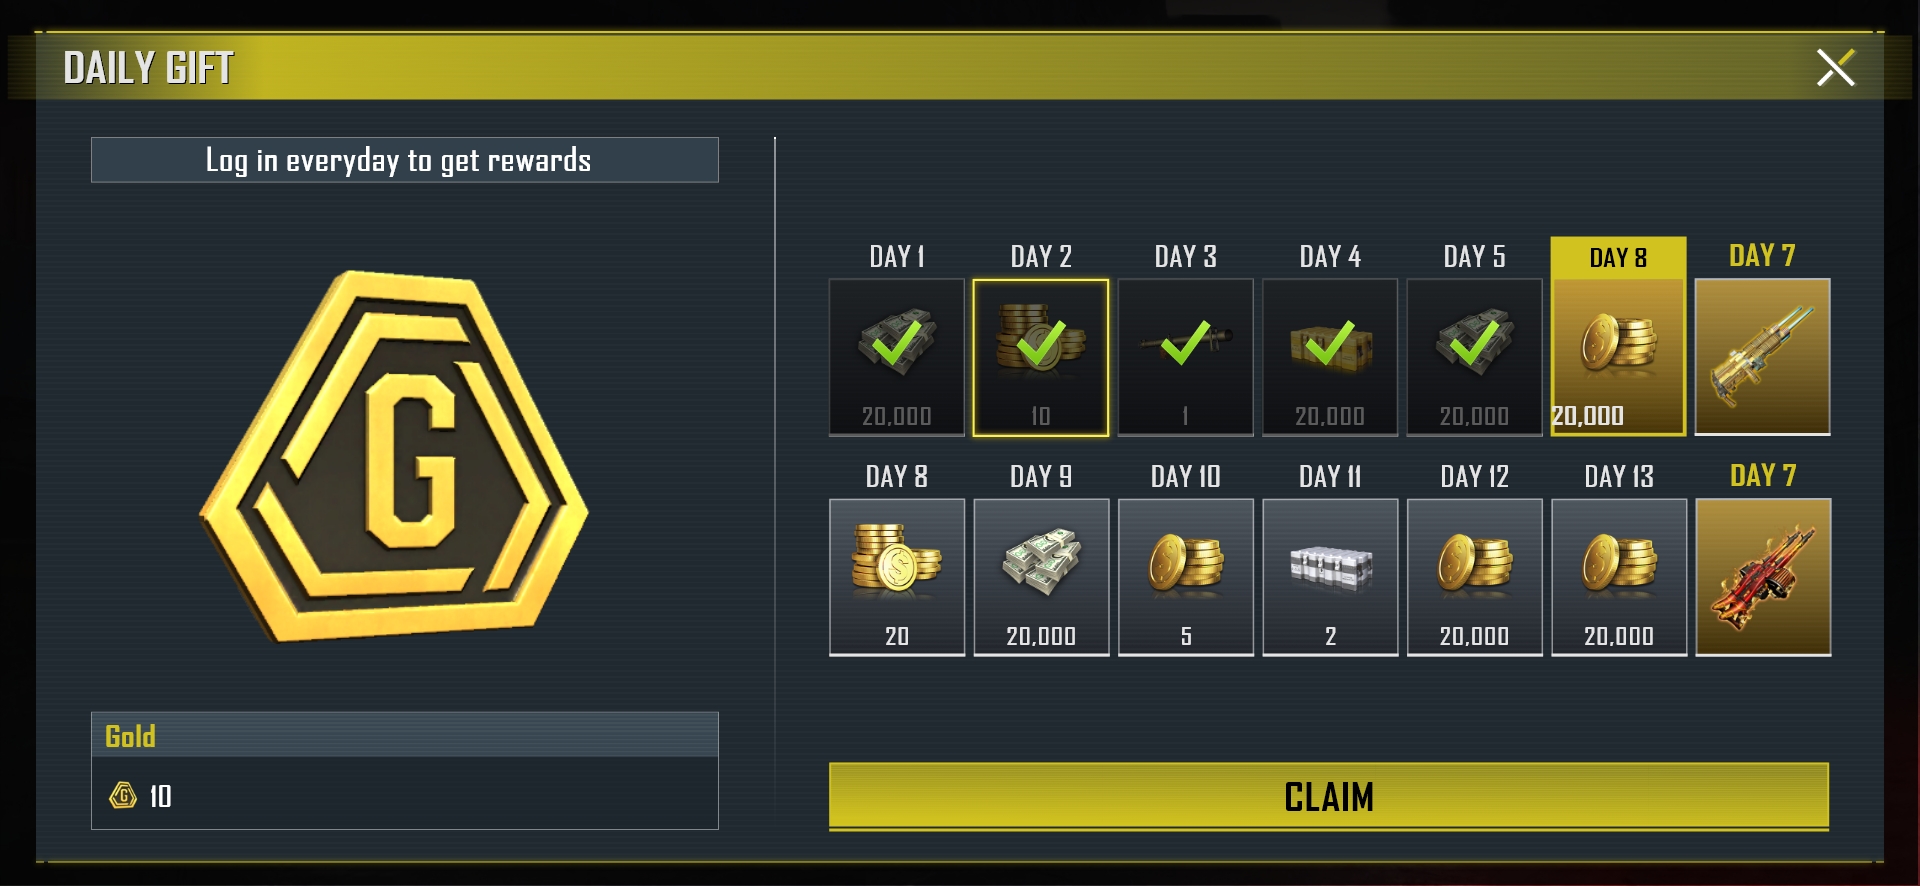 DAILY GIFT
Log in everyday to get rewards
G
Gold
G 10
DAY 1 DAY 2 DAY 3 DAY 4 DAY 5 DAY 8 DAY 7
20,000 10 1 20,000 20,000 20,000
DAY 8 DAY 9 DAY 10 DAY 11 DAY 12 DAY 13 DAY 7
20 20,000 5 2 20,000 20,000
CLAIM